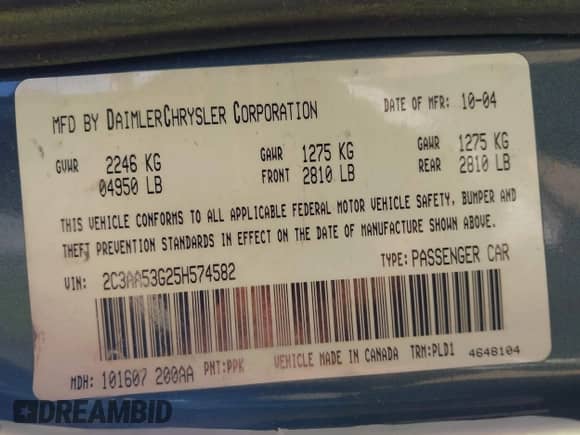 MFD BY DAIMLERCHRYSLER CORPORATION DATE OF MFR: 10-04
GVWR 2246 KG GAWR 1275 KG GAWR 1275 KG
04950 LB FRONT 2810 LB REAR 2810 LB
THIS VEHICLE CONFORMS TO ALL APPLICABLE FEDERAL MOTOR VEHICLE SAFETY, BUMPER AND
THEFT PREVENTION STANDARDS IN EFFECT ON THE DATE OF MANUFACTURE SHOWN ABOVE.
VIN: 2C3AA53G25H574582 TYPE: PASSENGER CAR
MDH: 101607 200AA PNT:PPK VEHICLE MADE IN CANADA TRM:PLD1 4648104
DREAMBID